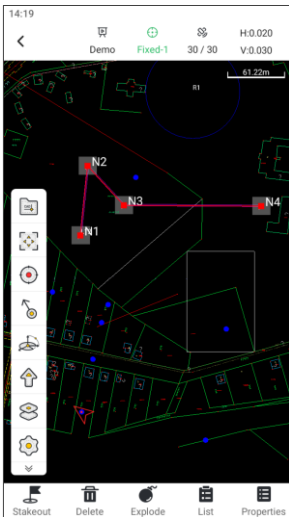 14:19
Demo
Fixed-1
30 / 30
H:0.020
V:0.030
61.22m
B1
N2
N3
N4
N1
Stakeout
Delete
Explode
List
Properties